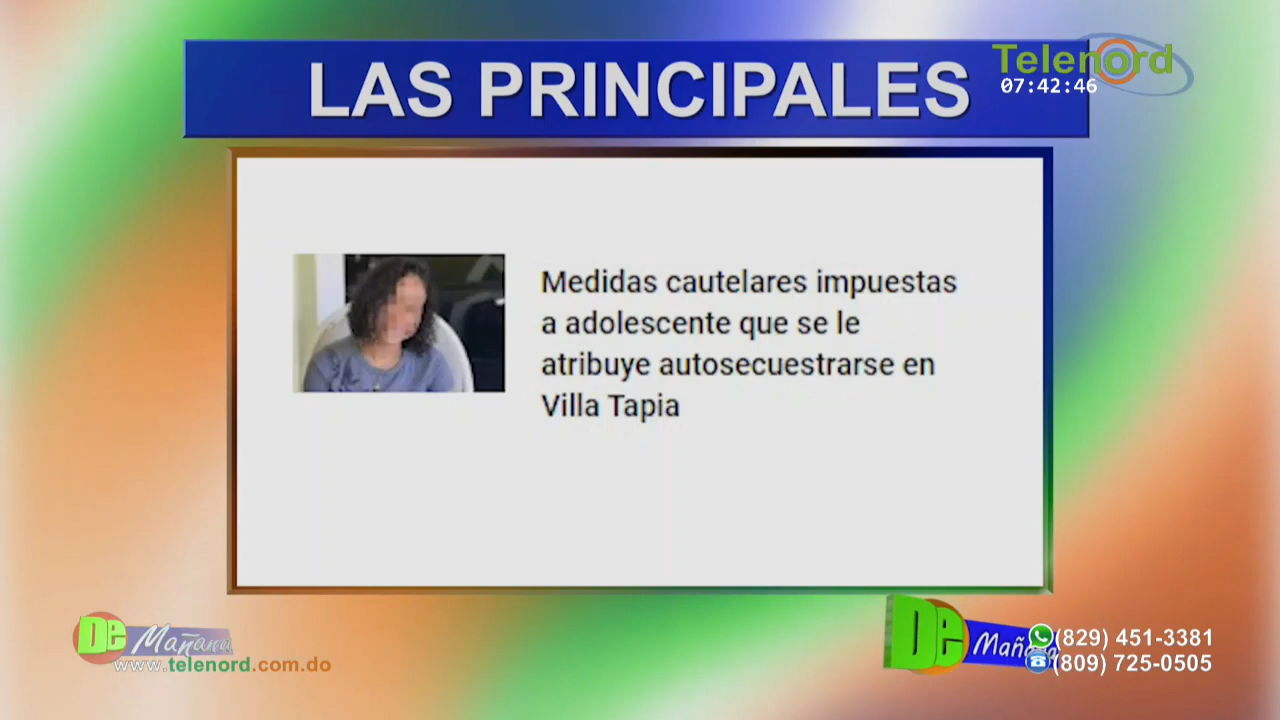 LAS PRINCIPALES
Telenord
07:42:46
Medidas cautelares impuestas
a adolescente que se le
atribuye autosecuestrarse en
Villa Tapia
De Mañana
www.telenord.com.do
De Mañana
(829) 451-3381
(809) 725-0505